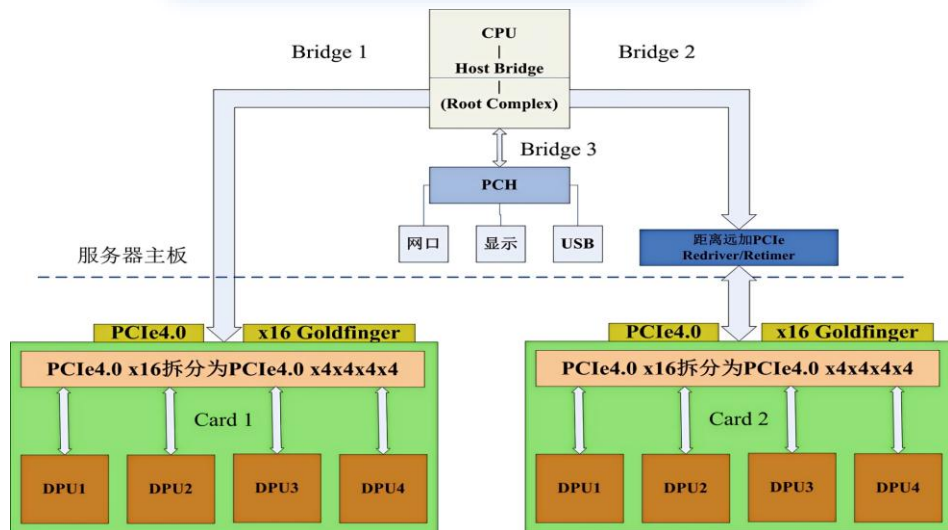 CPU
Bridge 1
Bridge 2
Host Bridge
(Root Complex)
Bridge 3
PCH
网口
显示
USB
服务器主板
距离远加PCIe
Redriver/Retimer
PCIe4.0
x16 Goldfinger
PCIe4.0 x16拆分为PCIe4.0 x4x4x4x4
Card 1
DPU1
DPU2
DPU3
DPU4
PCIe4.0
x16 Goldfinger
PCIe4.0 x16拆分为PCIe4.0 x4x4x4x4
Card 2
DPU1
DPU2
DPU3
DPU4